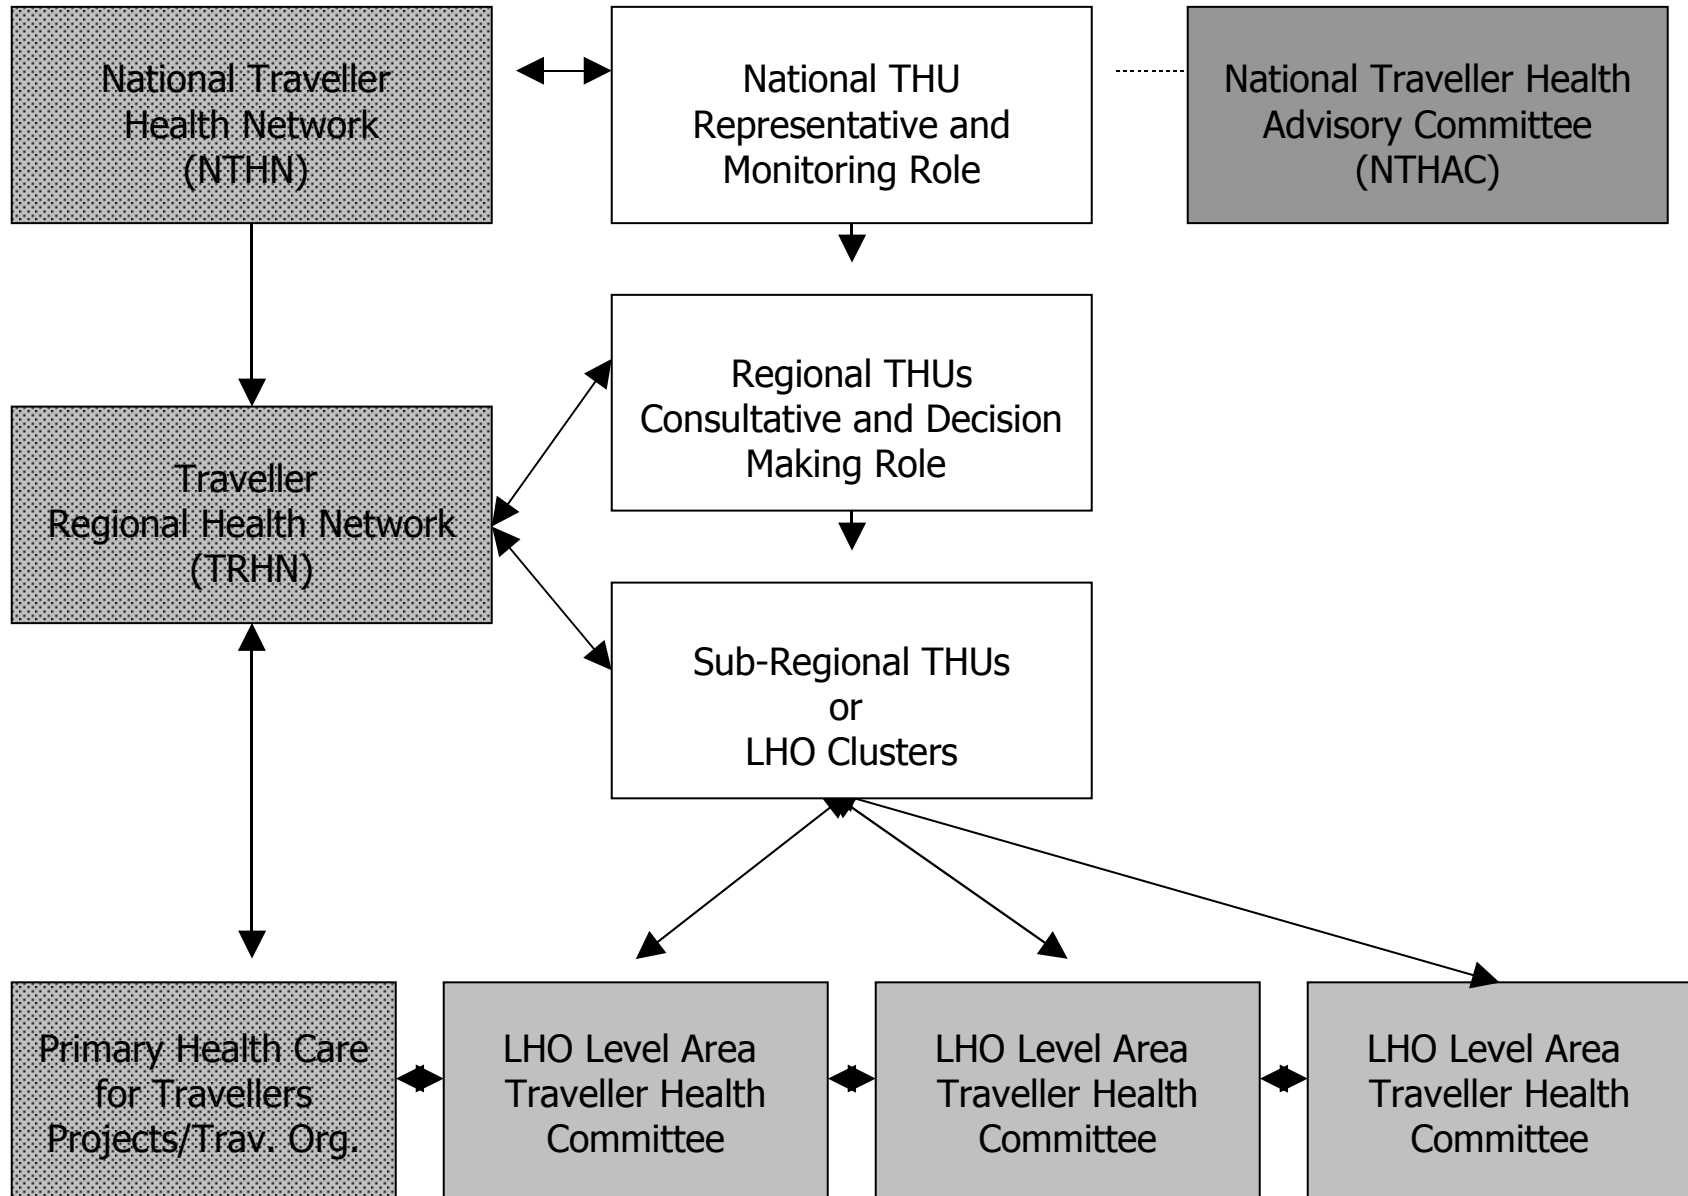 National Traveller
Health Network
(NTHN)
National THU
Representative and
Monitoring Role
National Traveller Health
Advisory Committee
(NTHAC)
Regional THUs
Consultative and Decision
Making Role
Traveller
Regional Health Network
(TRHN)
Sub-Regional THUs
or
LHO Clusters
Primary Health Care
for Travellers
Projects/Trav. Org.
LHO Level Area
Traveller Health
Committee
LHO Level Area
Traveller Health
Committee
LHO Level Area
Traveller Health
Committee